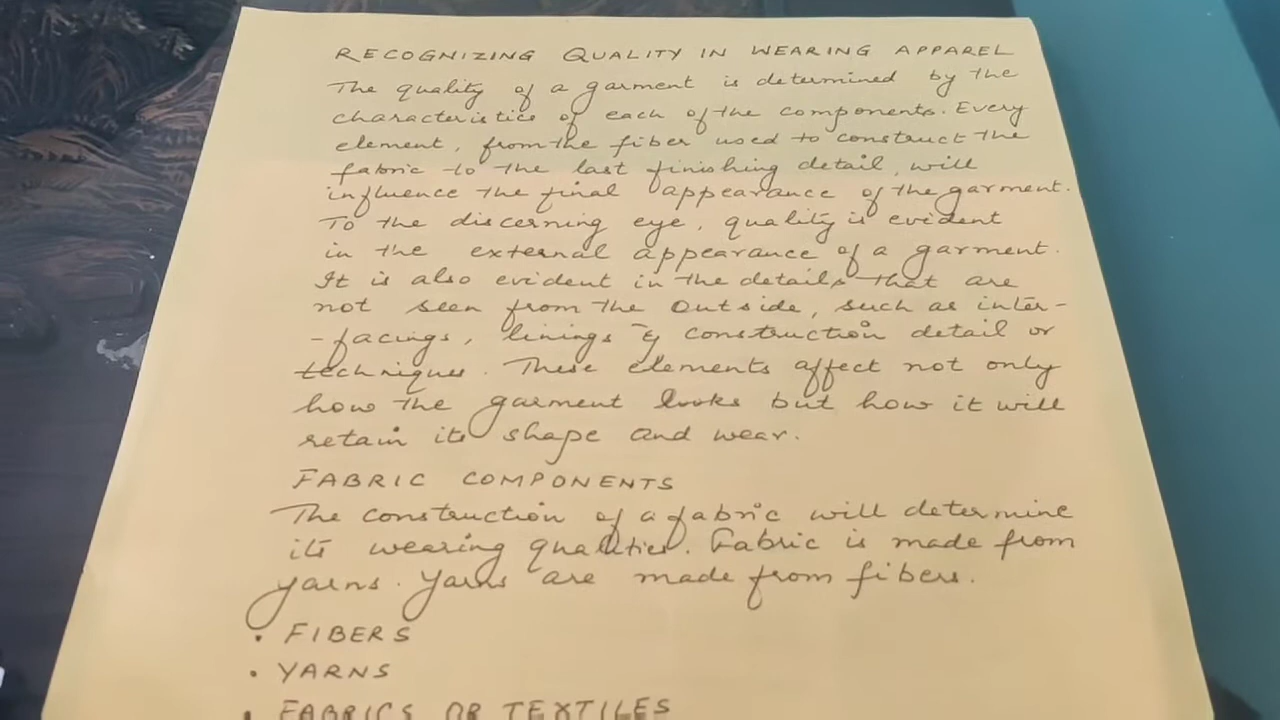 RECOGNIZING QUALITY IN WEARING APPAREL
The quality of a garment is determined by the
characteristics of each of the components. Every
element, from the fiber used to construct the
fabric to the last finishing detail, will
influence the final appearance of the garment.
To the discerning eye, quality is evident
in the external appearance of a garment.
It is also evident in the details that are
not seen from the outside, such as inter-
-facings, linings & construction detail or
techniques. These elements affect not only
how the garment looks but how it will
retain its shape and wear.
FABRIC COMPONENTS
The construction of a fabric will determine
its wearing qualities. Fabric is made from
yarns. Yarns are made from fibers.
• FIBERS
• YARNS
• FABRICS OR TEXTILES